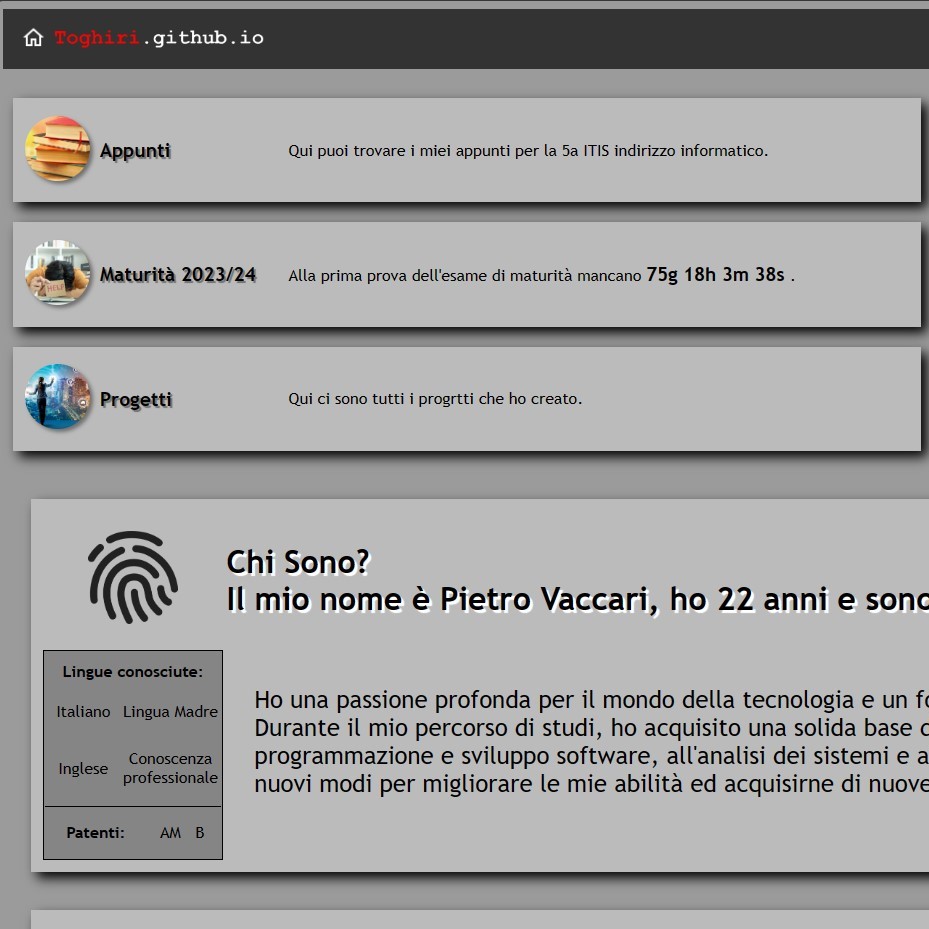 Toghiri.github.io
Appunti
Qui puoi trovare i miei appunti per la 5a ITIS indirizzo informatico.
HELP
Maturità 2023/24
Alla prima prova dell'esame di maturità mancano 75g 18h 3m 38s .
Progetti
Qui ci sono tutti i progrtti che ho creato.
Chi Sono?
Il mio nome è Pietro Vaccari, ho 22 anni e sono
Lingue conosciute:
Italiano Lingua Madre
Inglese Conoscenza professionale
Patenti: AM B
Ho una passione profonda per il mondo della tecnologia e un fo
Durante il mio percorso di studi, ho acquisito una solida base
programmazione e sviluppo software, all'analisi dei sistemi e a
nuovi modi per migliorare le mie abilità ed acquisirne di nuove